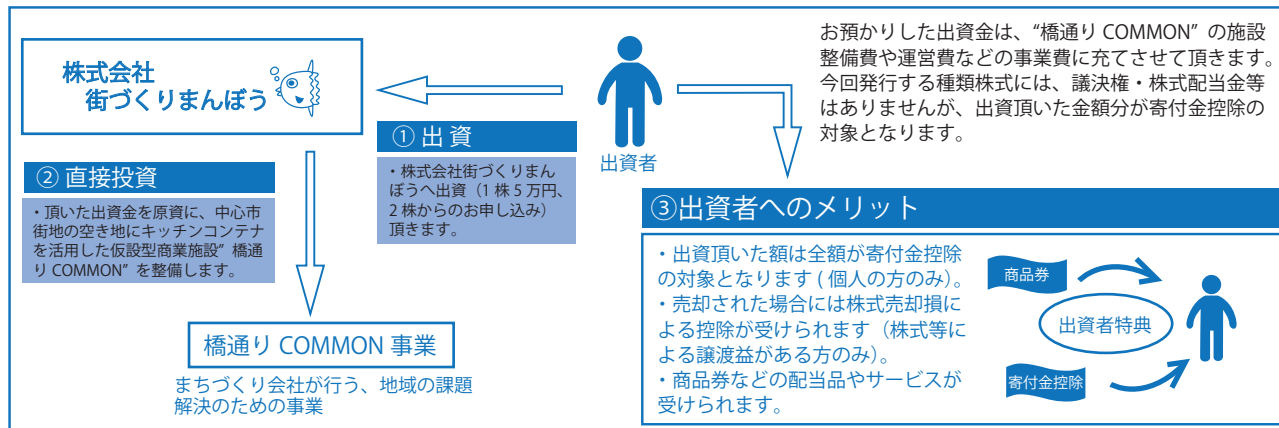 株式会社
街づくりまんぼう
お預かりした出資金は、“橋通り COMMON” の施設
整備費や運営費などの事業費に充てさせて頂きます。
今回発行する種類株式には、議決権・株式配当金等
はありませんが、出資頂いた金額分が寄付金控除の
対象となります。
出資者
① 出 資
・株式会社街づくりまん
ぼうへ出資（1 株 5 万円、
2 株からのお申し込み）
頂きます。
② 直接投資
・頂いた出資金を原資に、中心市
街地の空き地にキッチンコンテナ
を活用した仮設型商業施設” 橋通
り COMMON” を整備します。
橋通り COMMON 事業
まちづくり会社が行う、地域の課題
解決のための事業
③出資者へのメリット
・出資頂いた額は全額が寄付金控除
の対象となります ( 個人の方のみ）。
・売却された場合には株式売却損に
よる控除が受けられます（株式等に
よる譲渡益がある方のみ）。
・商品券などの配当品やサービスが
受けられます。
商品券
出資者特典
寄付金控除